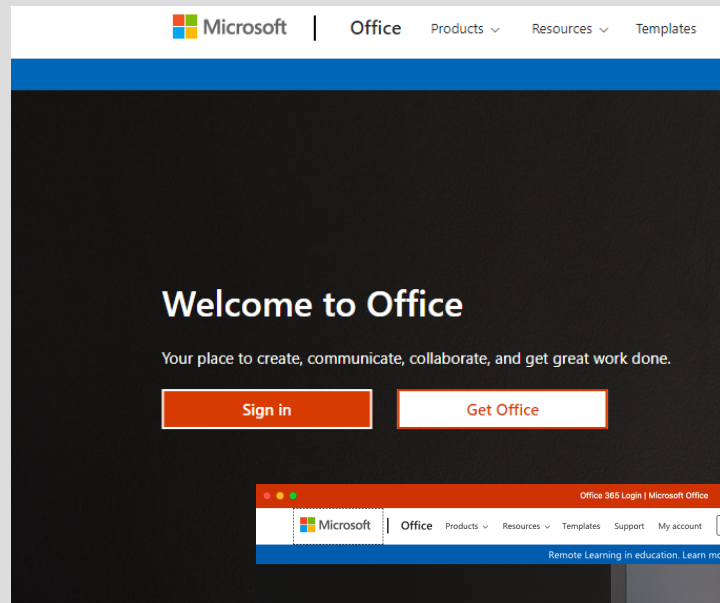 Microsoft Office Products Resources Templates
Welcome to Office
Your place to create, communicate, collaborate, and get great work done.
Sign in Get Office
Office 365 Login | Microsoft Office
Microsoft Office Products Resources Templates Support My account
Remote Learning in education. Learn